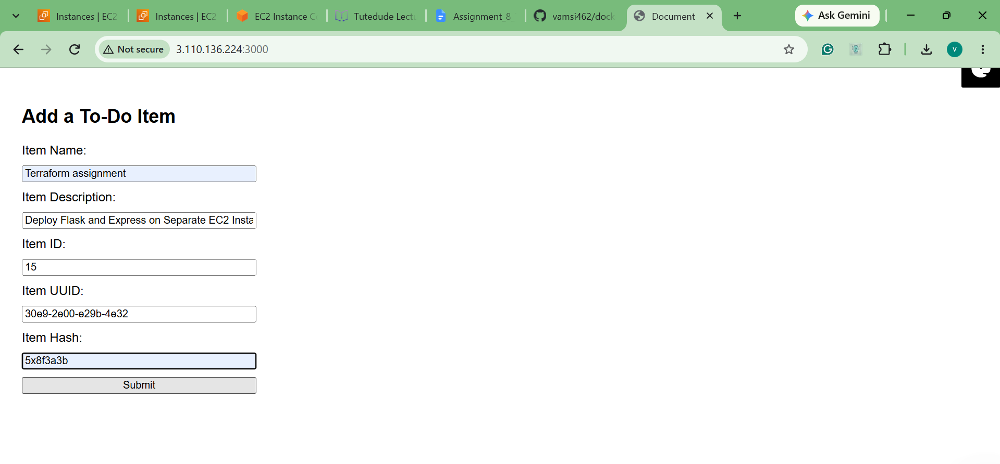 Instances | EC2
Instances | EC2
EC2 Instance C
Tutedude Lectu
Assignment_8_
vamsi462/dock
Document
Ask Gemini
Not secure
3.110.136.224:3000
V
Add a To-Do Item
Item Name:
Terraform assignment
Item Description:
Deploy Flask and Express on Separate EC2 Insta
Item ID:
15
Item UUID:
30e9-2e00-e29b-4e32
Item Hash:
5x8f3a3b
Submit